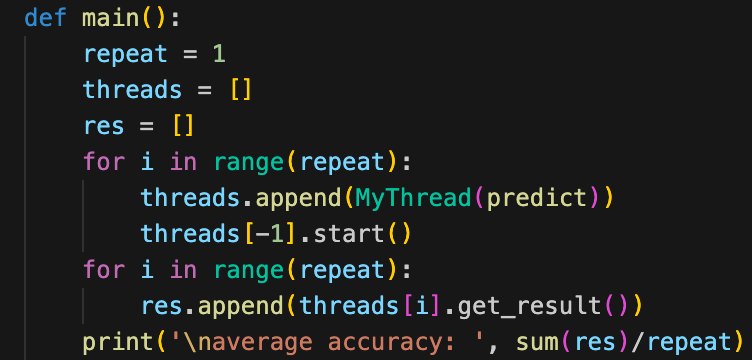 def main():
    repeat = 1
    threads = []
    res = []
    for i in range(repeat):
        threads.append(MyThread(predict))
        threads[-1].start()
    for i in range(repeat):
        res.append(threads[i].get_result())
    print('\naverage accuracy: ', sum(res)/repeat)